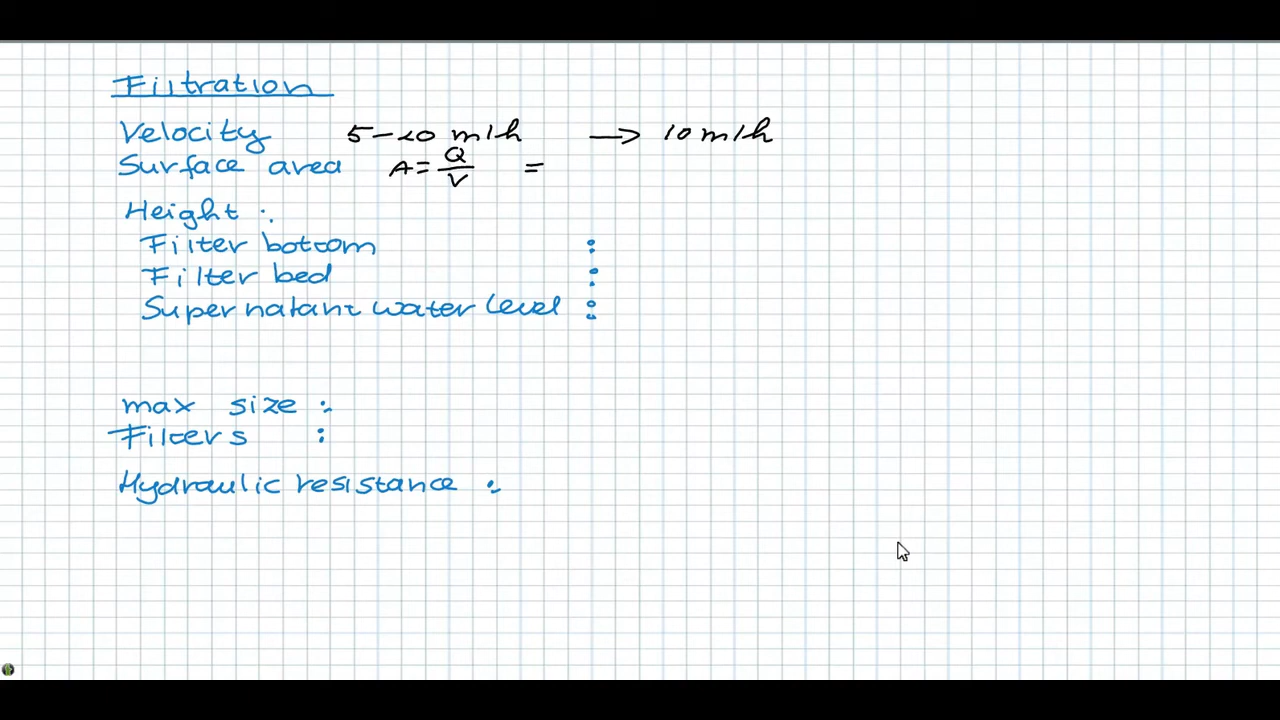 Filtration
Velocity 5-20 m/h → 10 m/h
Surface area A = Q/V =
Height :
Filter bottom :
Filter bed :
Supernatant water level :
max size :
Filters :
Hydraulic resistance :